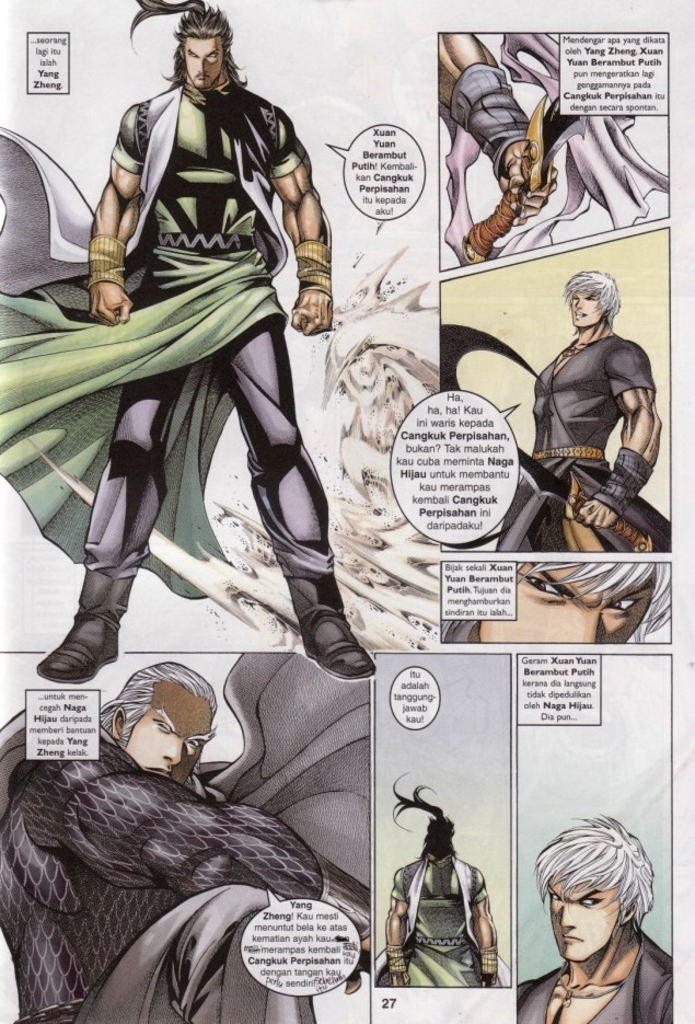 ...seorang
lagi itu
ialah
Yang
Zheng.
Xuan
Yuan
Berambut
Putih! Kembali-
kan Cangkuk
Perpisahan
itu kepada
aku!
Mendengar apa yang dikata
oleh Yang Zheng, Xuan
Yuan Berambut Putih
pun mengeratkan lagi
genggamannya pada
Cangkuk Perpisahan itu
dengan secara spontan.
Ha,
ha, ha! Kau
ini waris kepada
Cangkuk Perpisahan,
bukan? Tak malukah
kau cuba meminta Naga
Hijau untuk membantu
kau merampas
kembali Cangkuk
Perpisahan ini
daripadaku!
Bijak sekali Xuan
Yuan Berambut
Putih. Tujuan dia
menghamburkan
sindiran itu ialah...
...untuk men-
cegah Naga
Hijau daripada
memberi bantuan
kepada Yang
Zheng kelak.
Yang
Zheng! Kau mesti
menuntut bela ke atas
kematian ayah kau
merampas kembali
Cangkuk Perpisahan itu
dengan tangan kau
sendiri!
Itu
adalah
tanggung-
jawab
kau!
Geram Xuan Yuan
Berambut Putih
kerana dia langsung
tidak dipedulikan
oleh Naga Hijau.
Dia pun...
27